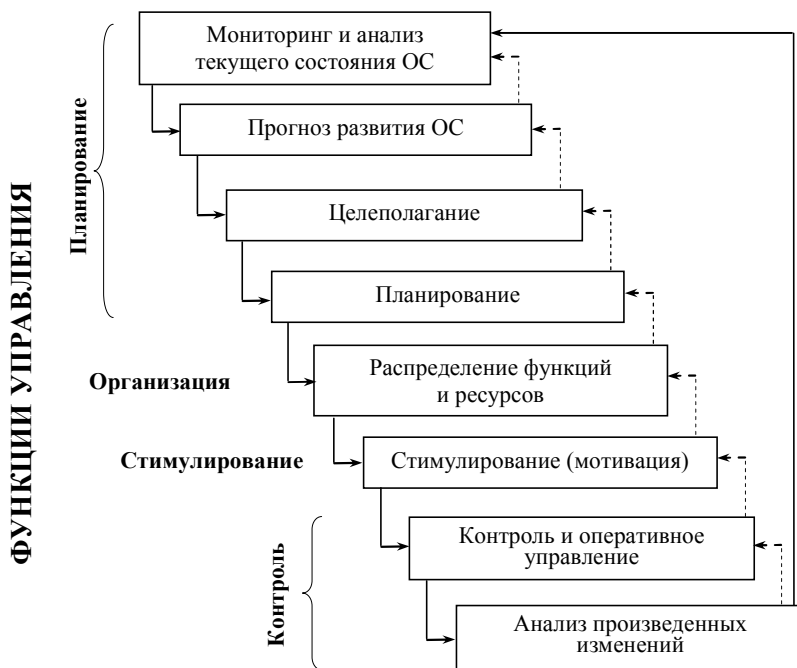 ФУНКЦИИ УПРАВЛЕНИЯ
Планирование
Мониторинг и анализ
текущего состояния ОС
Прогноз развития ОС
Целеполагание
Планирование
Организация
Распределение функций
и ресурсов
Стимулирование
Стимулирование (мотивация)
Контроль
Контроль и оперативное
управление
Анализ произведенных
изменений